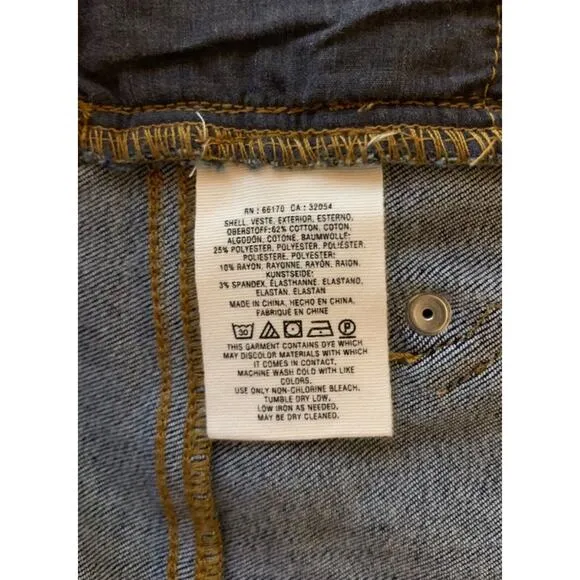 RN : 66170 CA : 32054
SHELL, VESTE, EXTERIOR, ESTERNO,
OBERSTOFF:62% COTTON, COTON,
ALGODÓN, COTONE, BAUMWOLLE:
25% POLYESTER, POLYESTER, POLIÉSTER,
POLIESTERE, POLYESTER:
10% RAYON, RAYONNE, RAYÓN, RAION,
KUNSTSEIDE:
3% SPANDEX, ÉLASTHANNE, ELASTANO,
ELASTAN, ELASTAN
MADE IN CHINA, HECHO EN CHINA,
FABRIQUÉ EN CHINE
30 P
THIS GARMENT CONTAINS DYE WHICH
MAY DISCOLOR MATERIALS WITH WHICH
IT COMES IN CONTACT.
MACHINE WASH COLD WITH LIKE
COLORS.
USE ONLY NON-CHLORINE BLEACH.
TUMBLE DRY LOW.
LOW IRON AS NEEDED.
MAY BE DRY CLEANED.